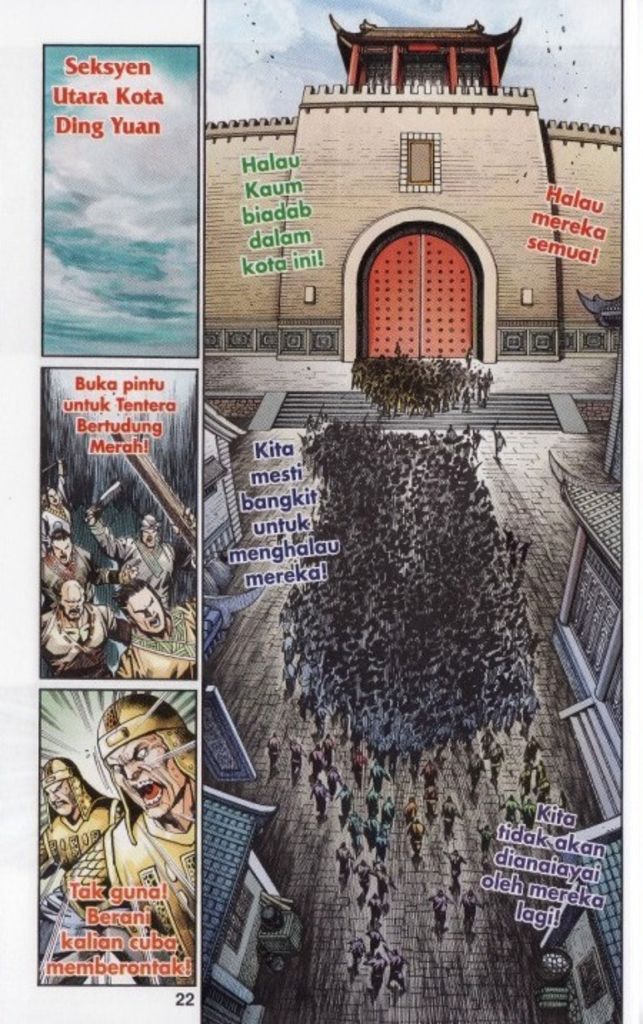 Seksyen
Utara Kota
Ding Yuan
Buka pintu
untuk Tentera
Bertudung
Merah!
Tak guna!
Berani
kalian cuba
memberontak!
Halau
Kaum
biadab
dalam
kota ini!
Halau
mereka
semua!
Kita
mesti
bangkit
untuk
menghalau
mereka!
Kita
tidak akan
dianaiayai
oleh mereka
lagi!
22